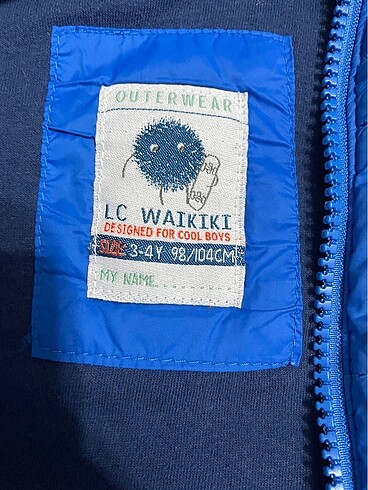 OUTERWEAR
LC WAIKIKI
DESIGNED FOR COOL BOYS
SIZE 3-4Y 98/104CM
MY NAME..........